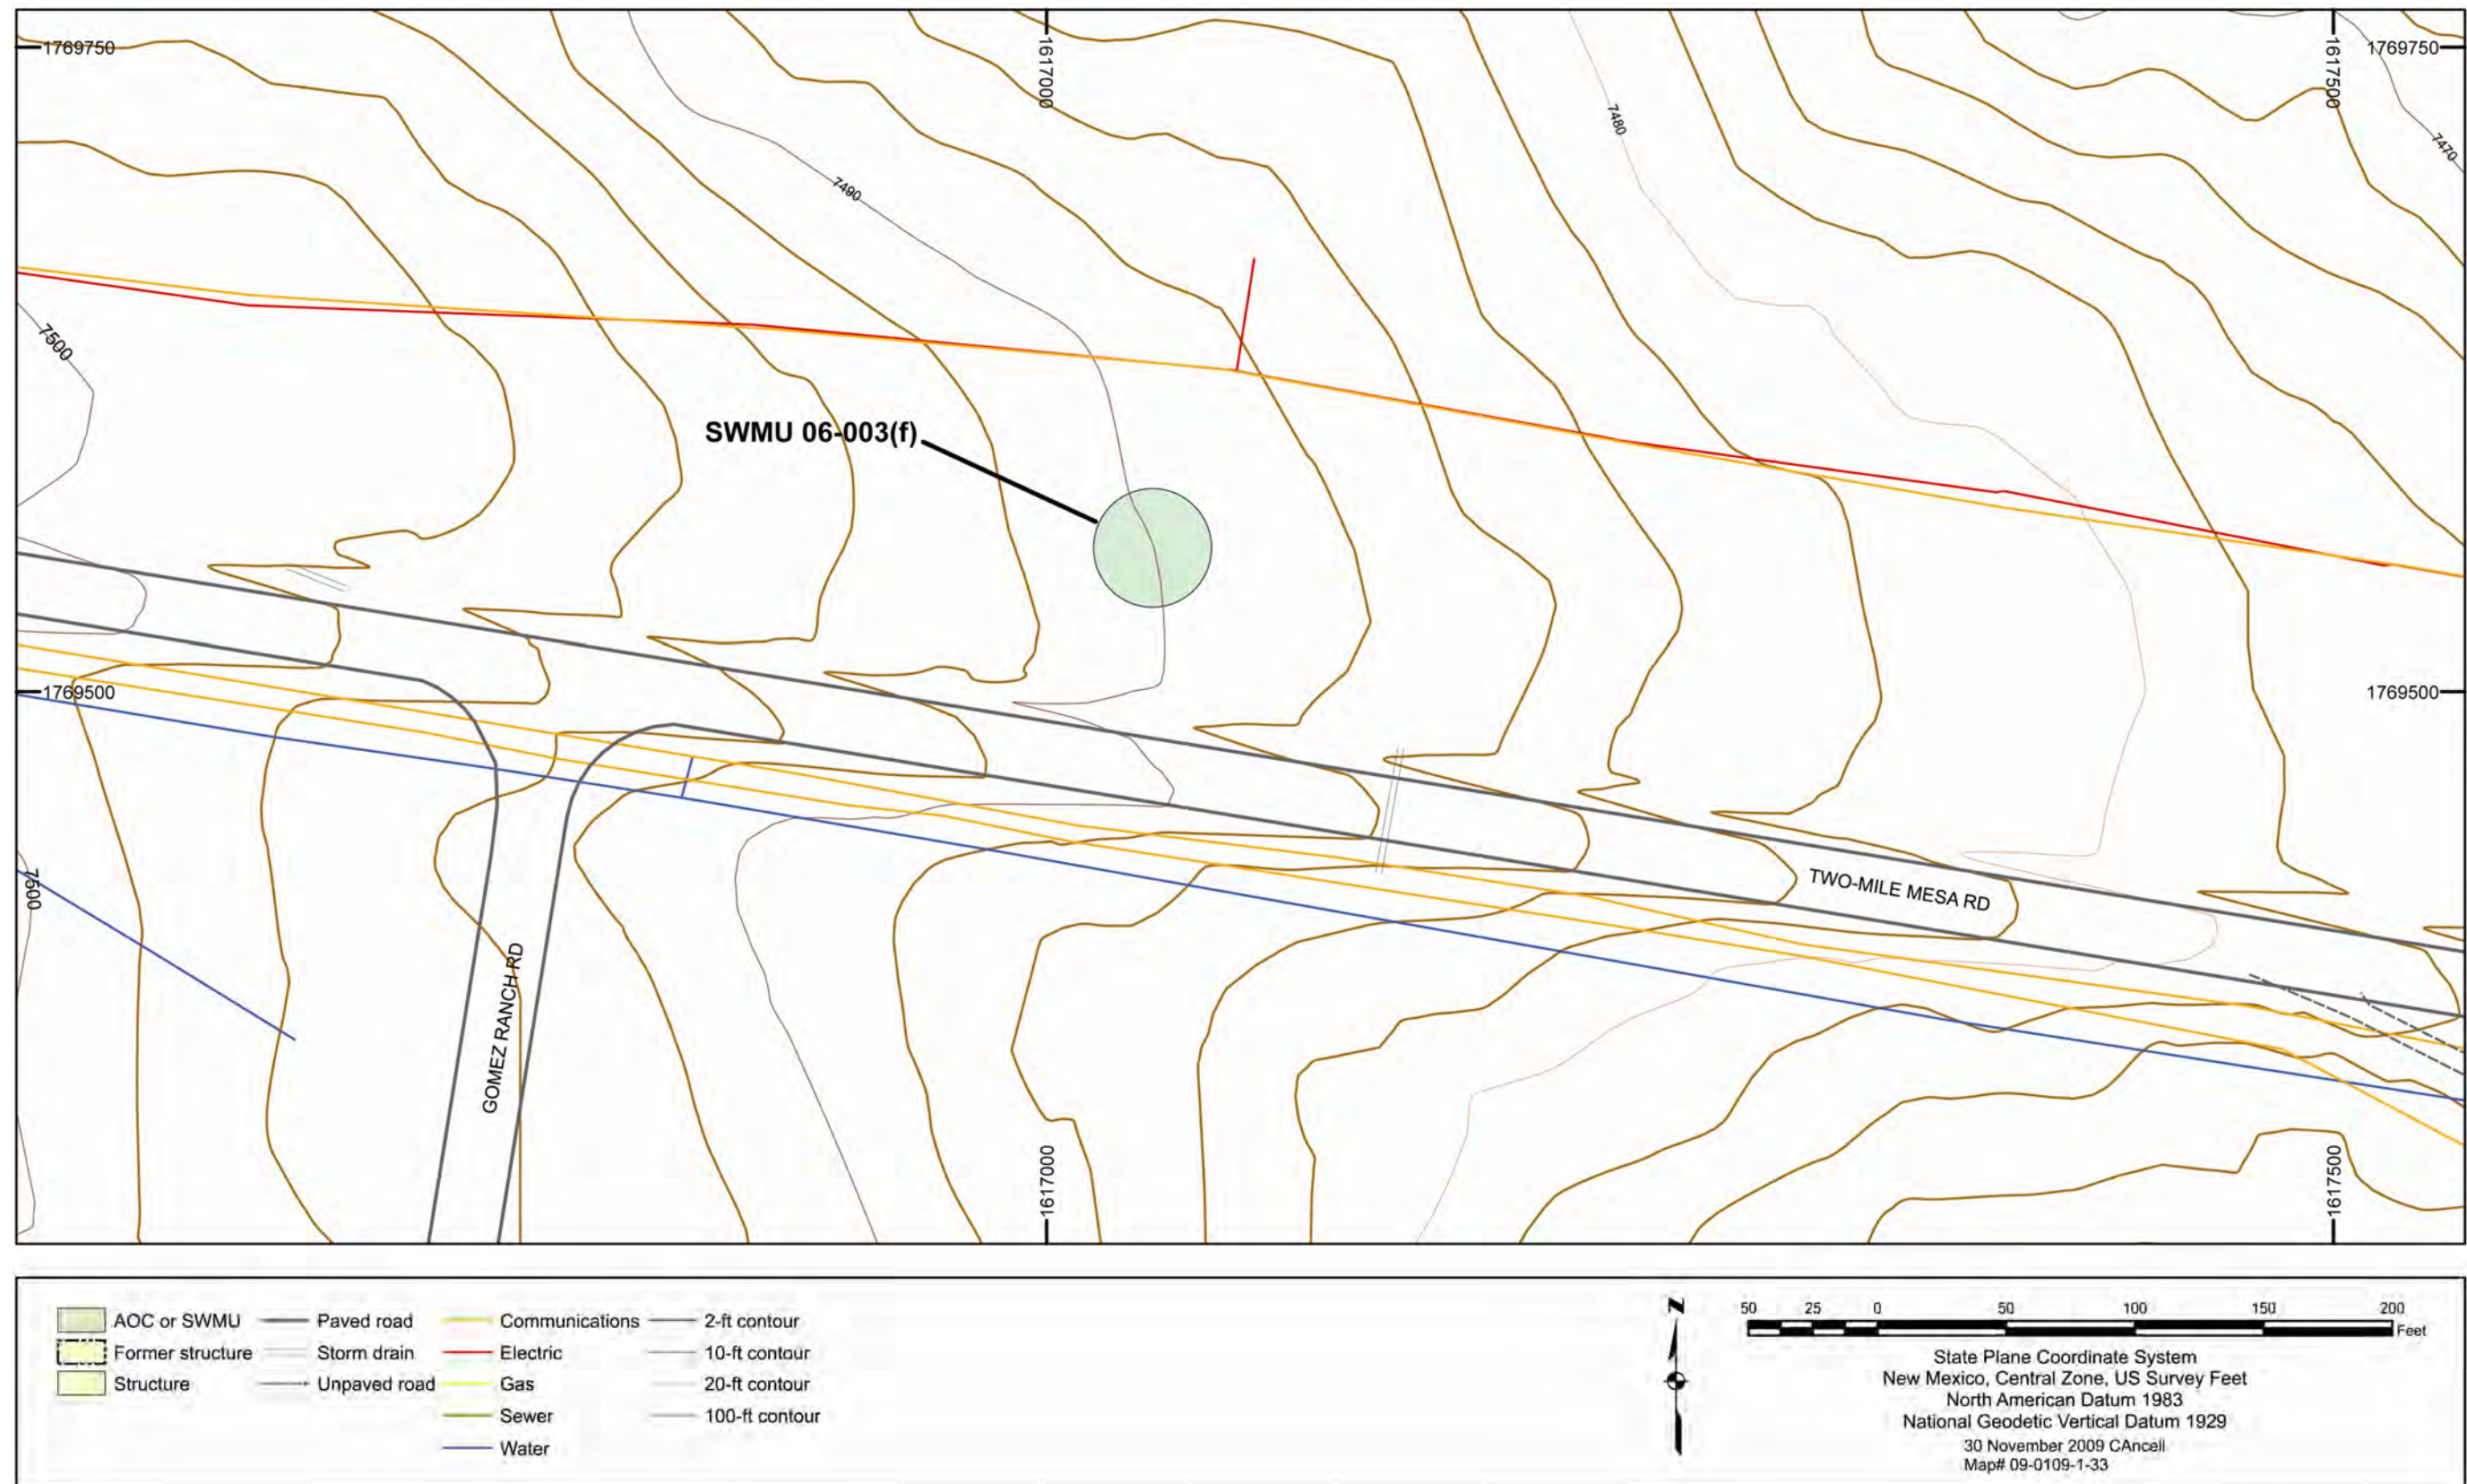 1769750
1617000
1617500
1769750
7480
7470
7490
7500
SWMU 06-003(f)
1769500
1769500
TWO-MILE MESA RD
7500
GOMEZ RANCH RD
1617000
1617500
AOC or SWMU
Former structure
Structure
Paved road
Storm drain
Unpaved road
Communications
Electric
Gas
Sewer
Water
2-ft contour
10-ft contour
20-ft contour
100-ft contour
N
50 25 0 50 100 150 200
Feet
State Plane Coordinate System
New Mexico, Central Zone, US Survey Feet
North American Datum 1983
National Geodetic Vertical Datum 1929
30 November 2009 CAncell
Map# 09-0109-1-33